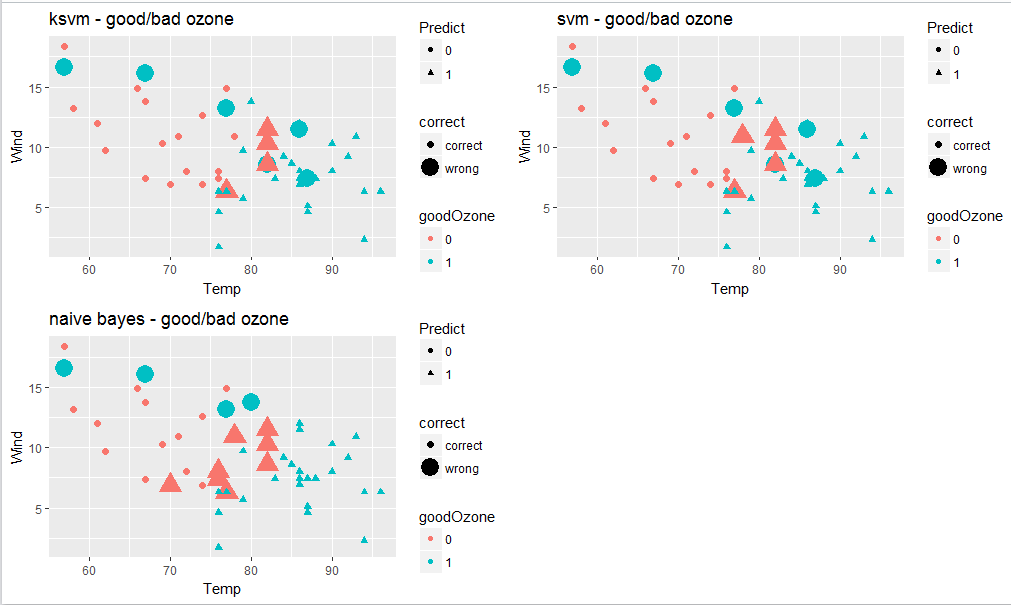 ksvm - good/bad ozone
Wind
15
10
5
60 70 80 90
Temp
Predict
0
1
correct
correct
wrong
goodOzone
0
1
svm - good/bad ozone
Wind
15
10
5
60 70 80 90
Temp
Predict
0
1
correct
correct
wrong
goodOzone
0
1
naive bayes - good/bad ozone
Wind
15
10
5
60 70 80 90
Temp
Predict
0
1
correct
correct
wrong
goodOzone
0
1